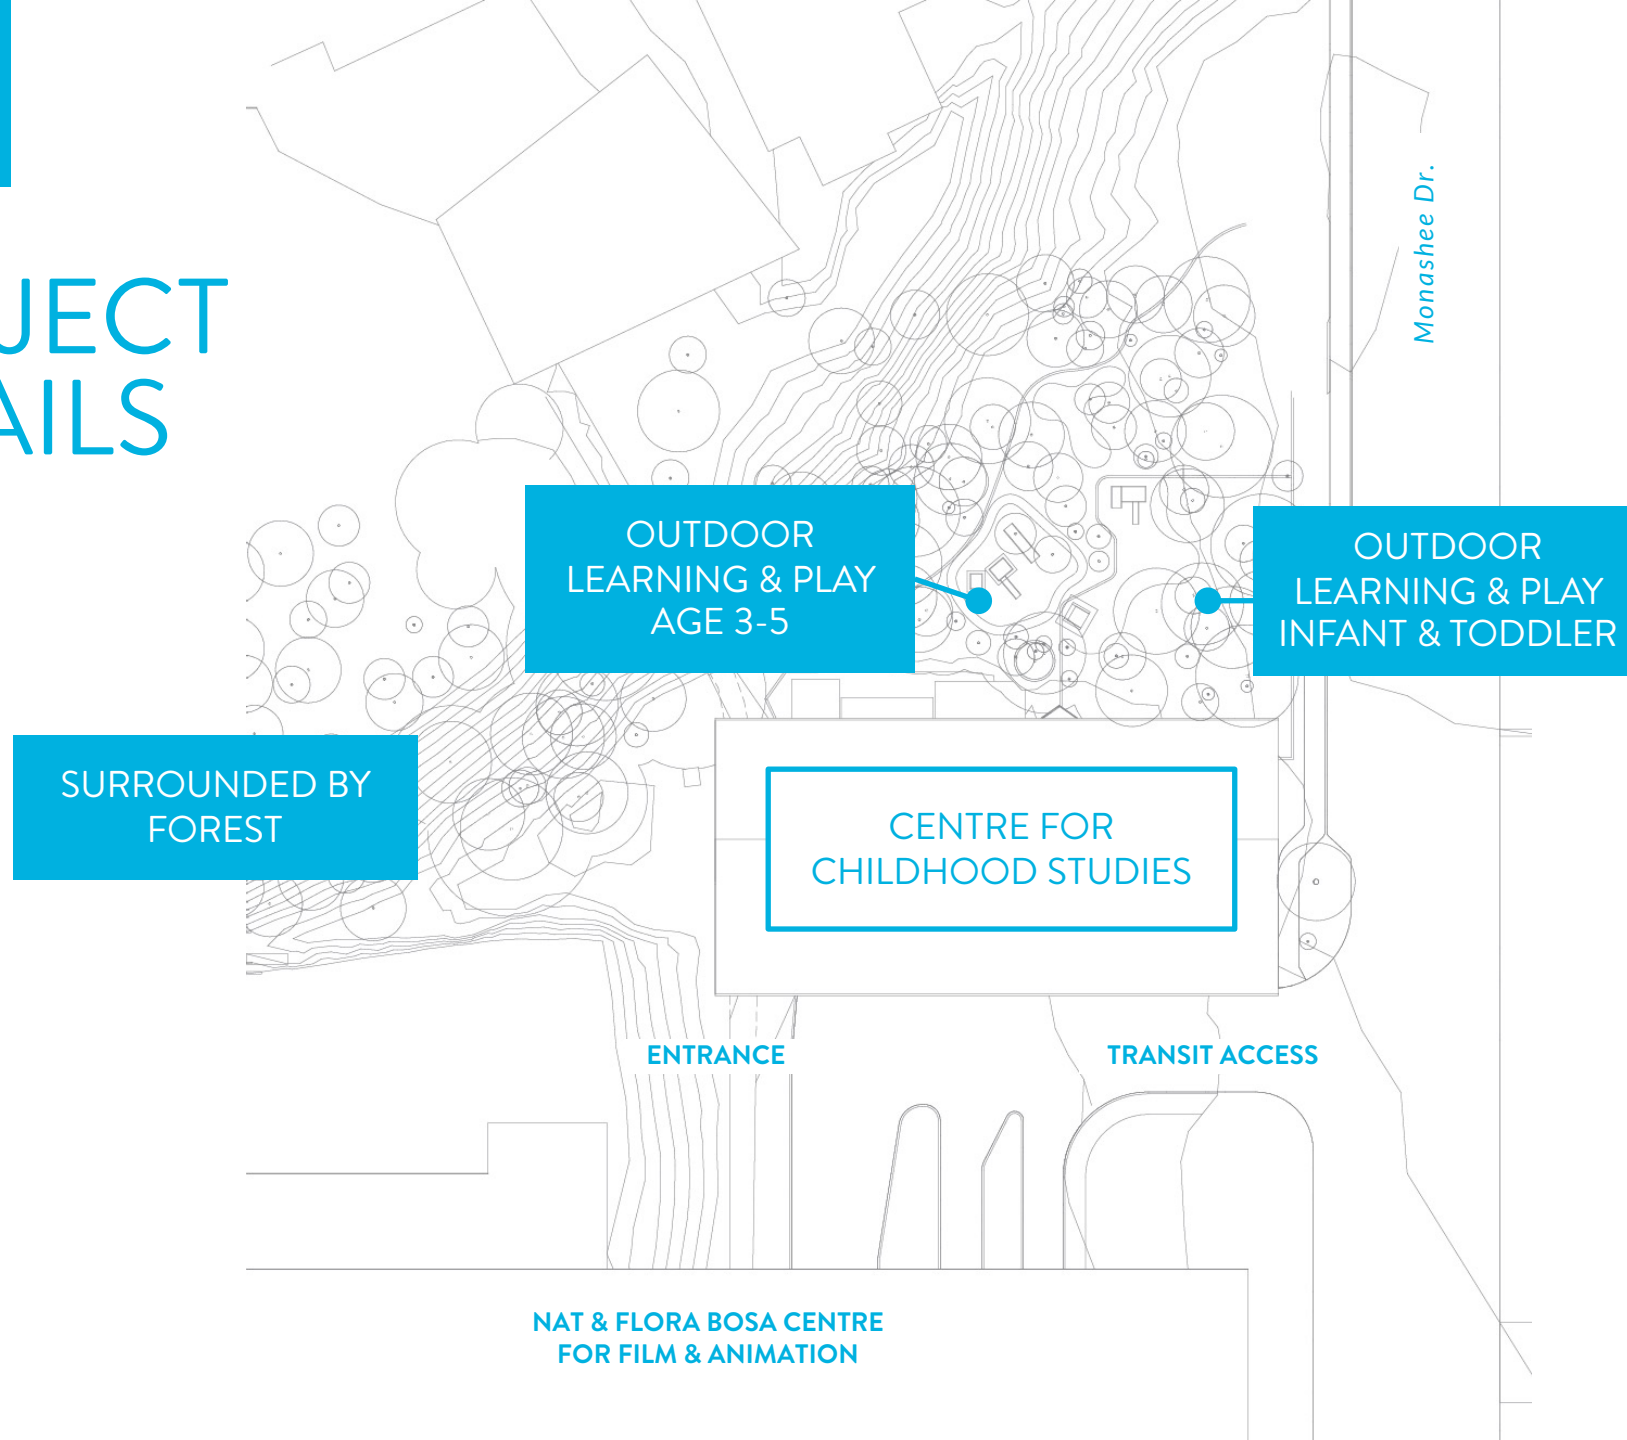 JECT
AILS
Monashee Dr.
OUTDOOR
LEARNING & PLAY
AGE 3-5
OUTDOOR
LEARNING & PLAY
INFANT & TODDLER
SURROUNDED BY
FOREST
CENTRE FOR
CHILDHOOD STUDIES
ENTRANCE
TRANSIT ACCESS
NAT & FLORA BOSA CENTRE
FOR FILM & ANIMATION